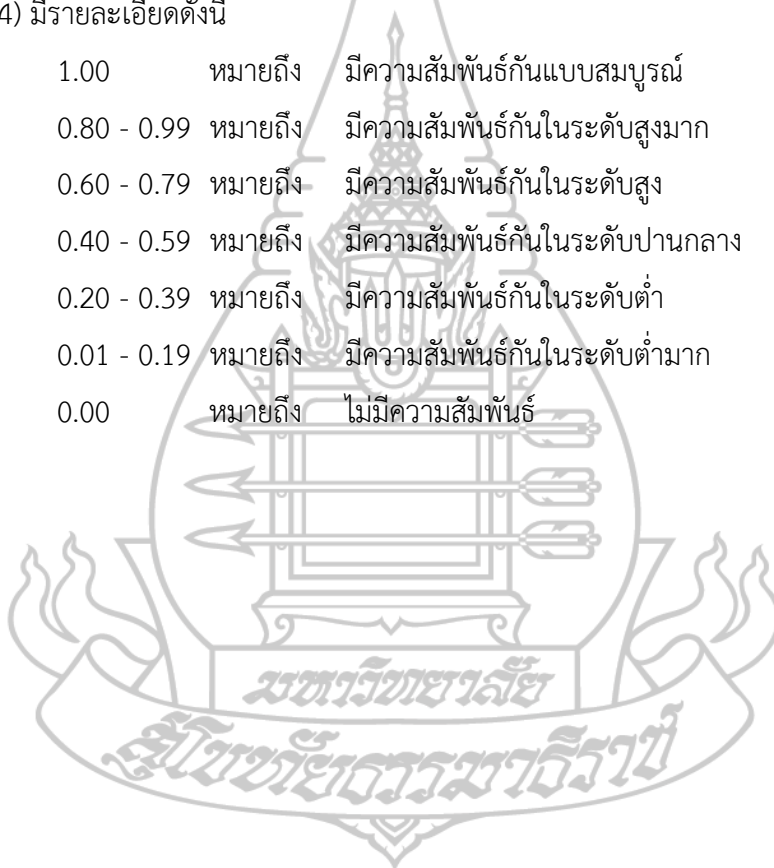 4) มีรายละเอียดดังนี้
1.00 หมายถึง มีความสัมพันธ์กันแบบสมบูรณ์
0.80 - 0.99 หมายถึง มีความสัมพันธ์กันในระดับสูงมาก
0.60 - 0.79 หมายถึง มีความสัมพันธ์กันในระดับสูง
0.40 - 0.59 หมายถึง มีความสัมพันธ์กันในระดับปานกลาง
0.20 - 0.39 หมายถึง มีความสัมพันธ์กันในระดับต่ำ
0.01 - 0.19 หมายถึง มีความสัมพันธ์กันในระดับต่ำมาก
0.00 หมายถึง ไม่มีความสัมพันธ์
มหาวิทยาลัย
สุโขทัยธรรมาธิราช